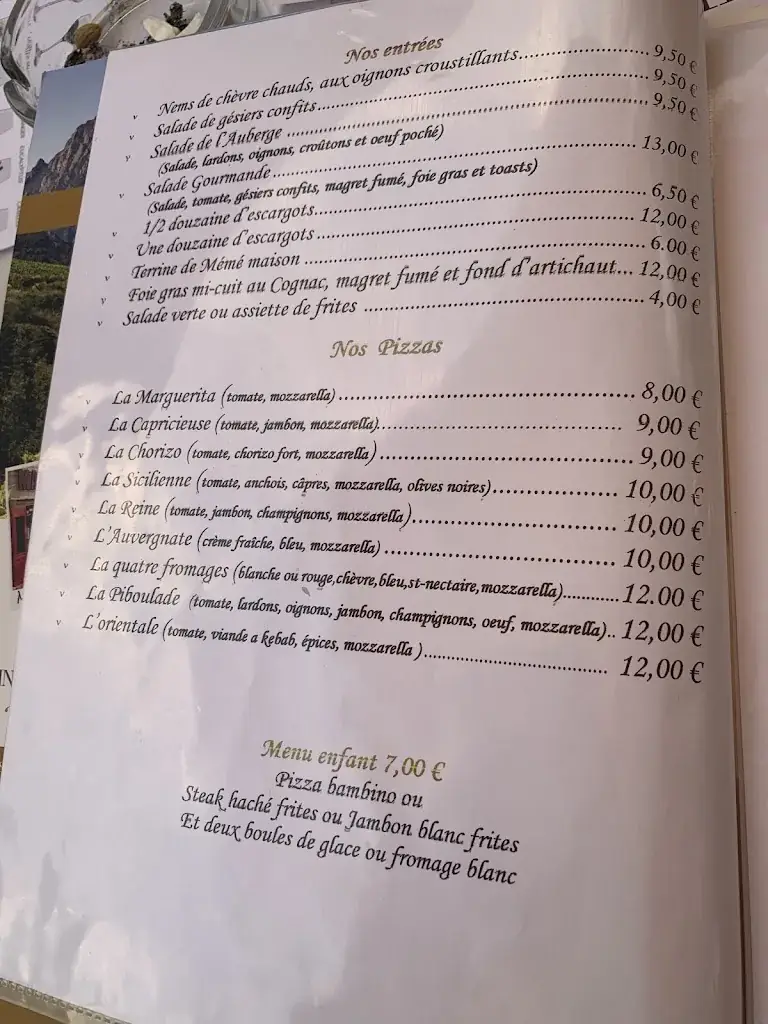 Nos entrées
v Nems de chèvre chauds, aux oignons croustillants............................9,50 €
v Salade de gésiers confits............................................................9,50 €
v Salade de l'Auberge ................................................................9,50 €
(Salade, lardons, oignons, croûtons et oeuf poché)
v Salade Gourmande .................................................................. 13,00 €
(Salade, tomate, gésiers confits, magret fumé, foie gras et toasts)
v 1/2 douzaine d'escargots............................................................ 6,50 €
v Une douzaine d'escargots ......................................................... 12,00 €
v Terrine de Mémé maison ........................................................... 6.00 €
v Foie gras mi-cuit au Cognac, magret fumé et fond d'artichaut... 12,00 €
v Salade verte ou assiette de frites ................................................ 4,00 €
Nos Pizzas
v La Marguerita (tomate, mozzarella)................................................ 8,00 €
v La Capricieuse (tomate, jambon, mozzarella)....................................... 9,00 €
v La Chorizo (tomate, chorizo fort, mozzarella)........................................ 9,00 €
v La Sicilienne (tomate, anchois, câpres, mozzarella, olives noires)................... 10,00 €
v La Reine (tomate, jambon, champignons, mozzarella)............................... 10,00 €
v L'Auvergnate (crème fraîche, bleu, mozzarella) .................................... 10,00 €
v La quatre fromages (blanche ou rouge,chèvre,bleu,st-nectaire,mozzarella)............12.00 €
v La Piboulade (tomate, lardons, oignons, jambon, champignons, oeuf, mozzarella).. 12,00 €
v L'orientale (tomate, viande a kebab, épices, mozzarella )............................. 12,00 €
Menu enfant 7,00 €
Pizza bambino ou
Steak haché frites ou Jambon blanc frites
Et deux boules de glace ou fromage blanc